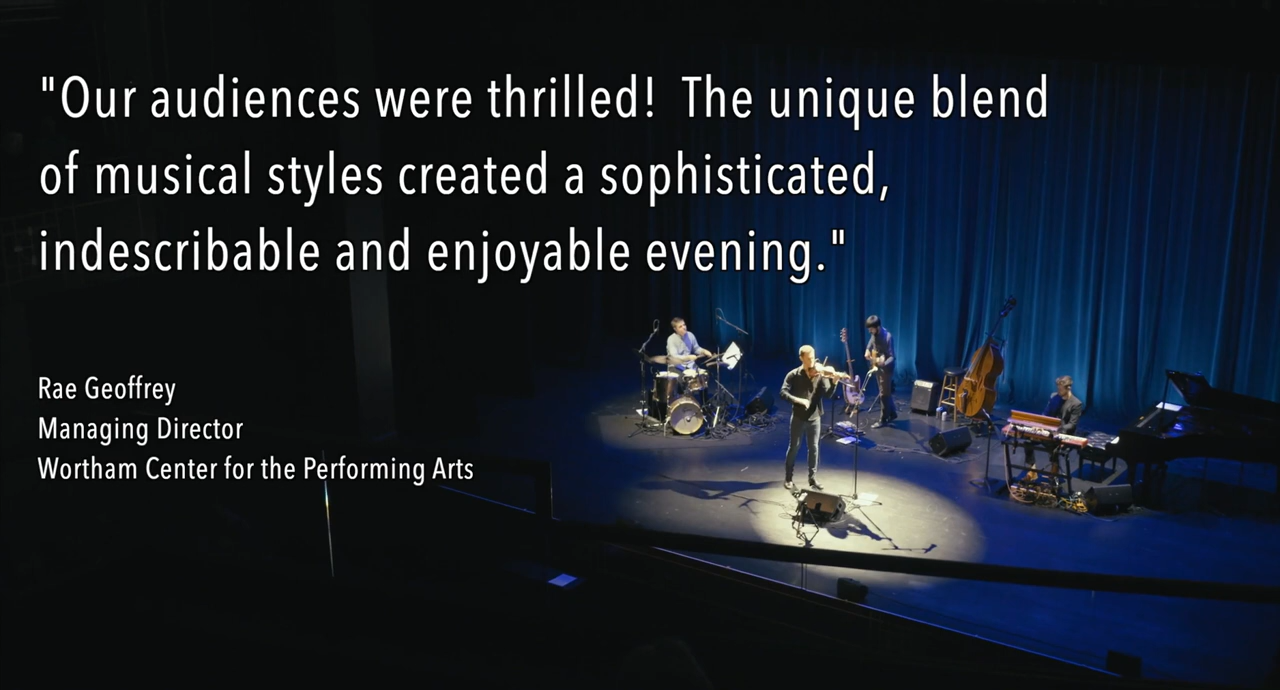 "Our audiences were thrilled!  The unique blend
of musical styles created a sophisticated,
indescribable and enjoyable evening."
Rae Geoffrey
Managing Director
Wortham Center for the Performing Arts